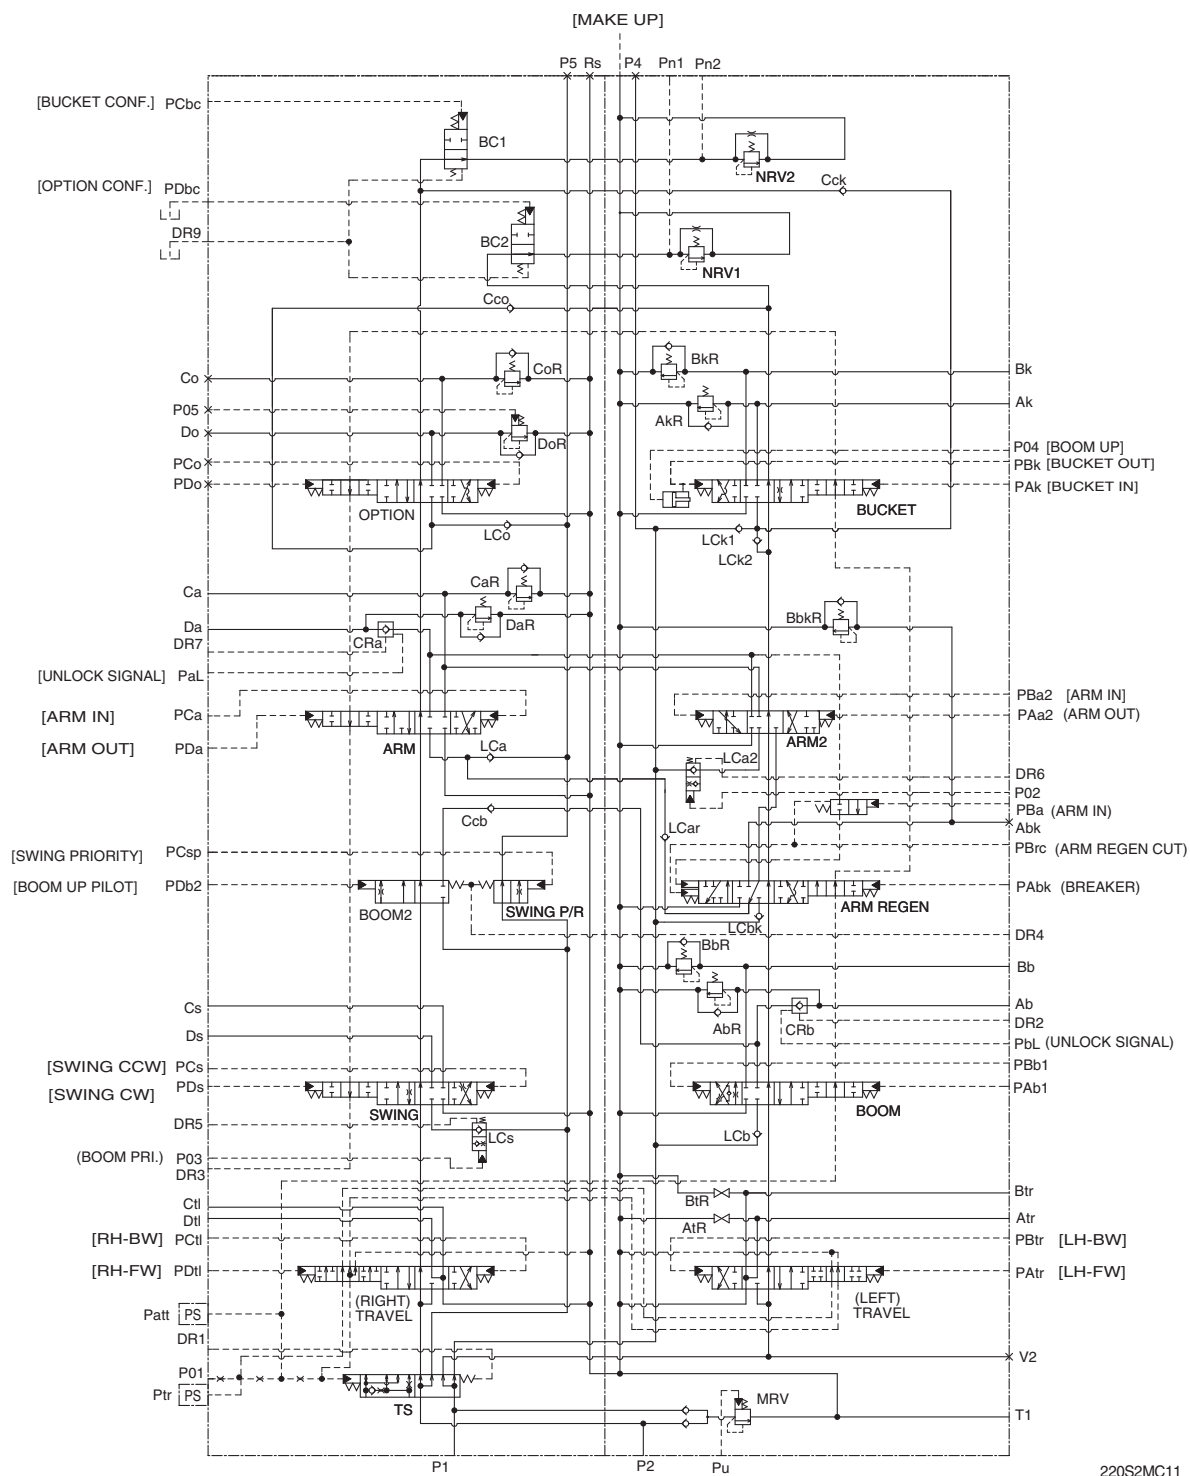 [MAKE UP]
P5 Rs P4 Pn1 Pn2
[BUCKET CONF.] PCbc
BC1
NRV2
[OPTION CONF.] PDbc
Cck
DR9
BC2
NRV1
Cco
CoR
BkR
Co
Bk
P05
AkR
Ak
Do
DoR
PCo
P04 [BOOM UP]
PBk [BUCKET OUT]
PDo
PAk [BUCKET IN]
OPTION
BUCKET
LCo
LCk1
LCk2
CaR
Ca
BbkR
Da
DaR
DR7
CRa
[UNLOCK SIGNAL] PaL
PBa2 [ARM IN]
[ARM IN] PCa
PAa2 (ARM OUT)
[ARM OUT] PDa
ARM
ARM2
LCa
LCa2
DR6
P02
Ccb
PBa (ARM IN)
Abk
LCar
[SWING PRIORITY] PCsp
PBrc (ARM REGEN CUT)
[BOOM UP PILOT] PDb2
PAbk (BREAKER)
BOOM2
SWING P/R
ARM REGEN
LCbk
DR4
BbR
Bb
Cs
Ab
AbR
CRb
DR2
Ds
PbL (UNLOCK SIGNAL)
[SWING CCW] PCs
PBb1
[SWING CW] PDs
PAb1
SWING
BOOM
DR5
LCs
LCb
(BOOM PRI.) P03
DR3
Ctl
BtR
Btr
Dtl
AtR
Atr
[RH-BW] PCtl
PBtr [LH-BW]
[RH-FW] PDtl
PAtr [LH-FW]
(RIGHT)
TRAVEL
(LEFT)
TRAVEL
Patt PS
DR1
V2
P01
Ptr PS
TS
MRV
T1
P1 P2 Pu
220S2MC11